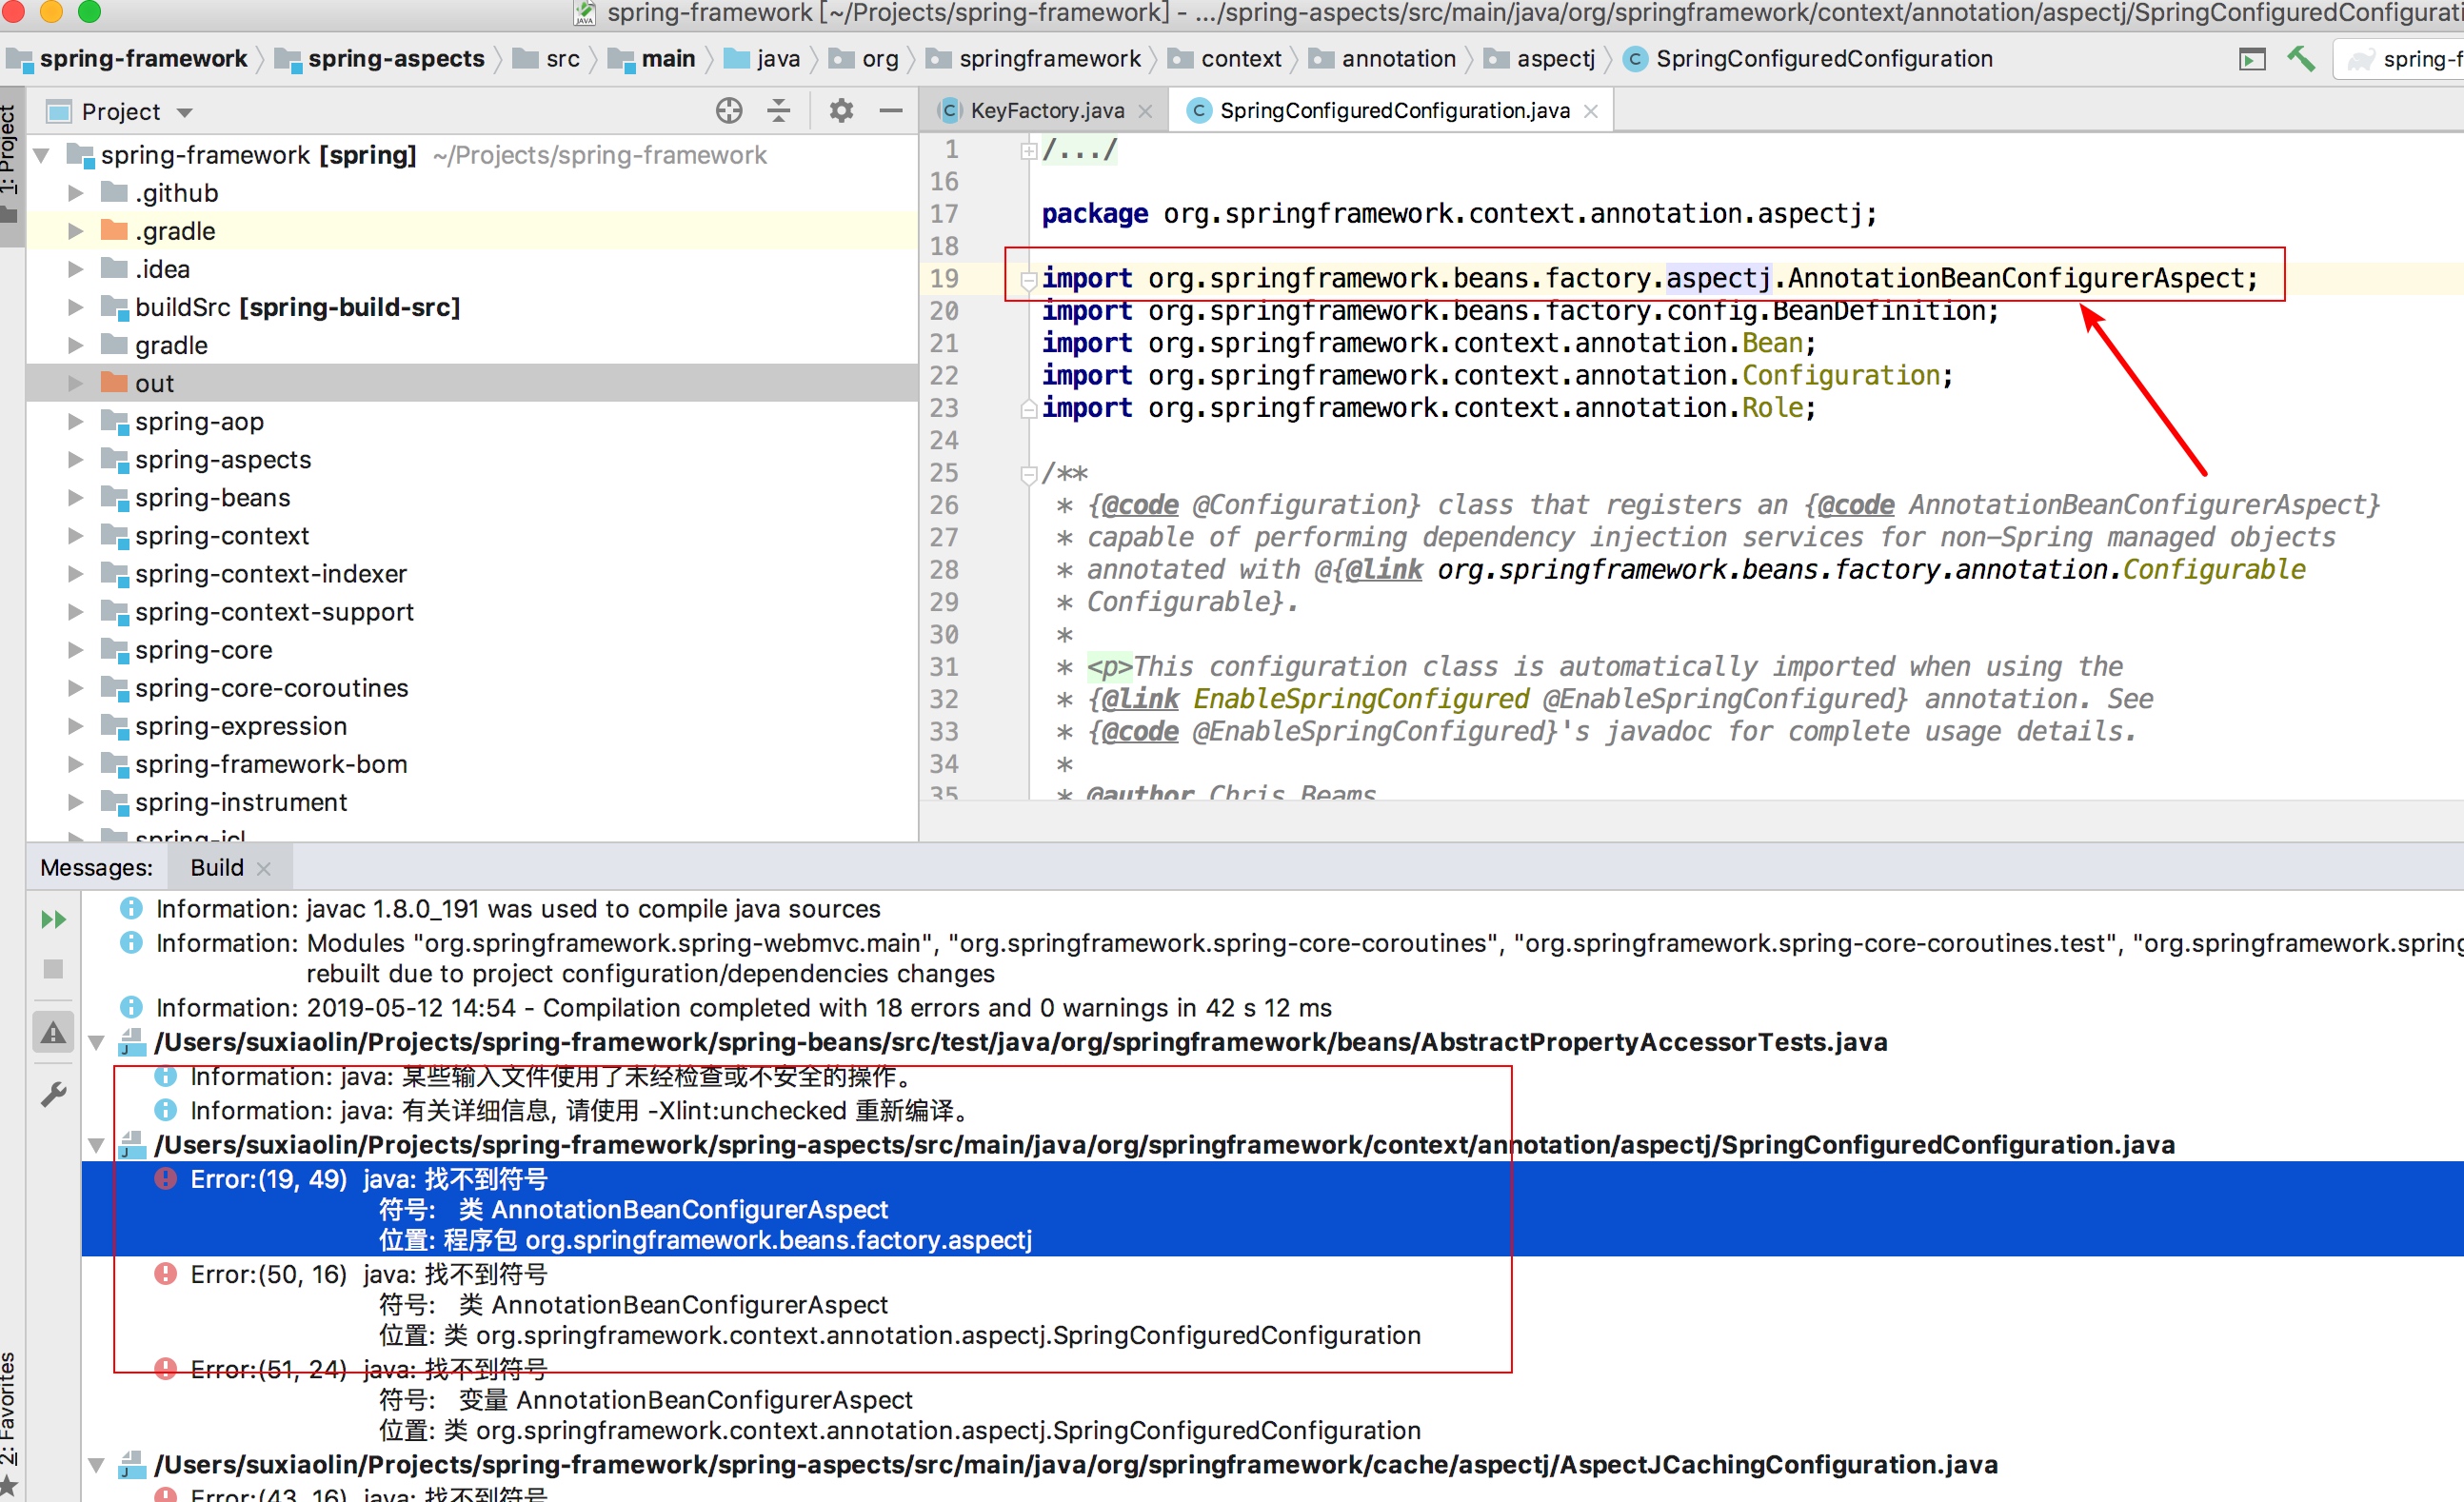 spring-framework [~/Projects/spring-framework] - .../spring-aspects/src/main/java/org/springframework/context/annotation/aspectj/SpringConfiguredConfigurati
spring-framework spring-aspects src main java org springframework context annotation aspectj SpringConfiguredConfiguration spring-f
1: Project
Project
KeyFactory.java SpringConfiguredConfiguration.java
spring-framework [spring] ~/Projects/spring-framework
.github
.gradle
.idea
buildSrc [spring-build-src]
gradle
out
spring-aop
spring-aspects
spring-beans
spring-context
spring-context-indexer
spring-context-support
spring-core
spring-core-coroutines
spring-expression
spring-framework-bom
spring-instrument
spring-jcl
1 /.../
16
17 package org.springframework.context.annotation.aspectj;
18
19 import org.springframework.beans.factory.aspectj.AnnotationBeanConfigurerAspect;
20 import org.springframework.beans.factory.config.BeanDefinition;
21 import org.springframework.context.annotation.Bean;
22 import org.springframework.context.annotation.Configuration;
23 import org.springframework.context.annotation.Role;
24
25 /**
26 * {@code @Configuration} class that registers an {@code AnnotationBeanConfigurerAspect}
27 * capable of performing dependency injection services for non-Spring managed objects
28 * annotated with @{@link org.springframework.beans.factory.annotation.Configurable
29 * Configurable}.
30 *
31 * <p>This configuration class is automatically imported when using the
32 * {@link EnableSpringConfigured @EnableSpringConfigured} annotation. See
33 * {@code @EnableSpringConfigured}'s javadoc for complete usage details.
34 *
35 * @author Chris Beams
Messages: Build
Information: javac 1.8.0_191 was used to compile java sources
Information: Modules "org.springframework.spring-webmvc.main", "org.springframework.spring-core-coroutines", "org.springframework.spring-core-coroutines.test", "org.springframework.spring
rebuilt due to project configuration/dependencies changes
Information: 2019-05-12 14:54 - Compilation completed with 18 errors and 0 warnings in 42 s 12 ms
/Users/suxiaolin/Projects/spring-framework/spring-beans/src/test/java/org/springframework/beans/AbstractPropertyAccessorTests.java
Information: java: 某些输入文件使用了未经检查或不安全的操作。
Information: java: 有关详细信息, 请使用 -Xlint:unchecked 重新编译。
/Users/suxiaolin/Projects/spring-framework/spring-aspects/src/main/java/org/springframework/context/annotation/aspectj/SpringConfiguredConfiguration.java
Error:(19, 49) java: 找不到符号
符号: 类 AnnotationBeanConfigurerAspect
位置: 程序包 org.springframework.beans.factory.aspectj
Error:(50, 16) java: 找不到符号
符号: 类 AnnotationBeanConfigurerAspect
位置: 类 org.springframework.context.annotation.aspectj.SpringConfiguredConfiguration
Error:(51, 24) java: 找不到符号
符号: 变量 AnnotationBeanConfigurerAspect
位置: 类 org.springframework.context.annotation.aspectj.SpringConfiguredConfiguration
/Users/suxiaolin/Projects/spring-framework/spring-aspects/src/main/java/org/springframework/cache/aspectj/AspectJCachingConfiguration.java
Error:(43, 16) java: 找不到符号
2: Favorites